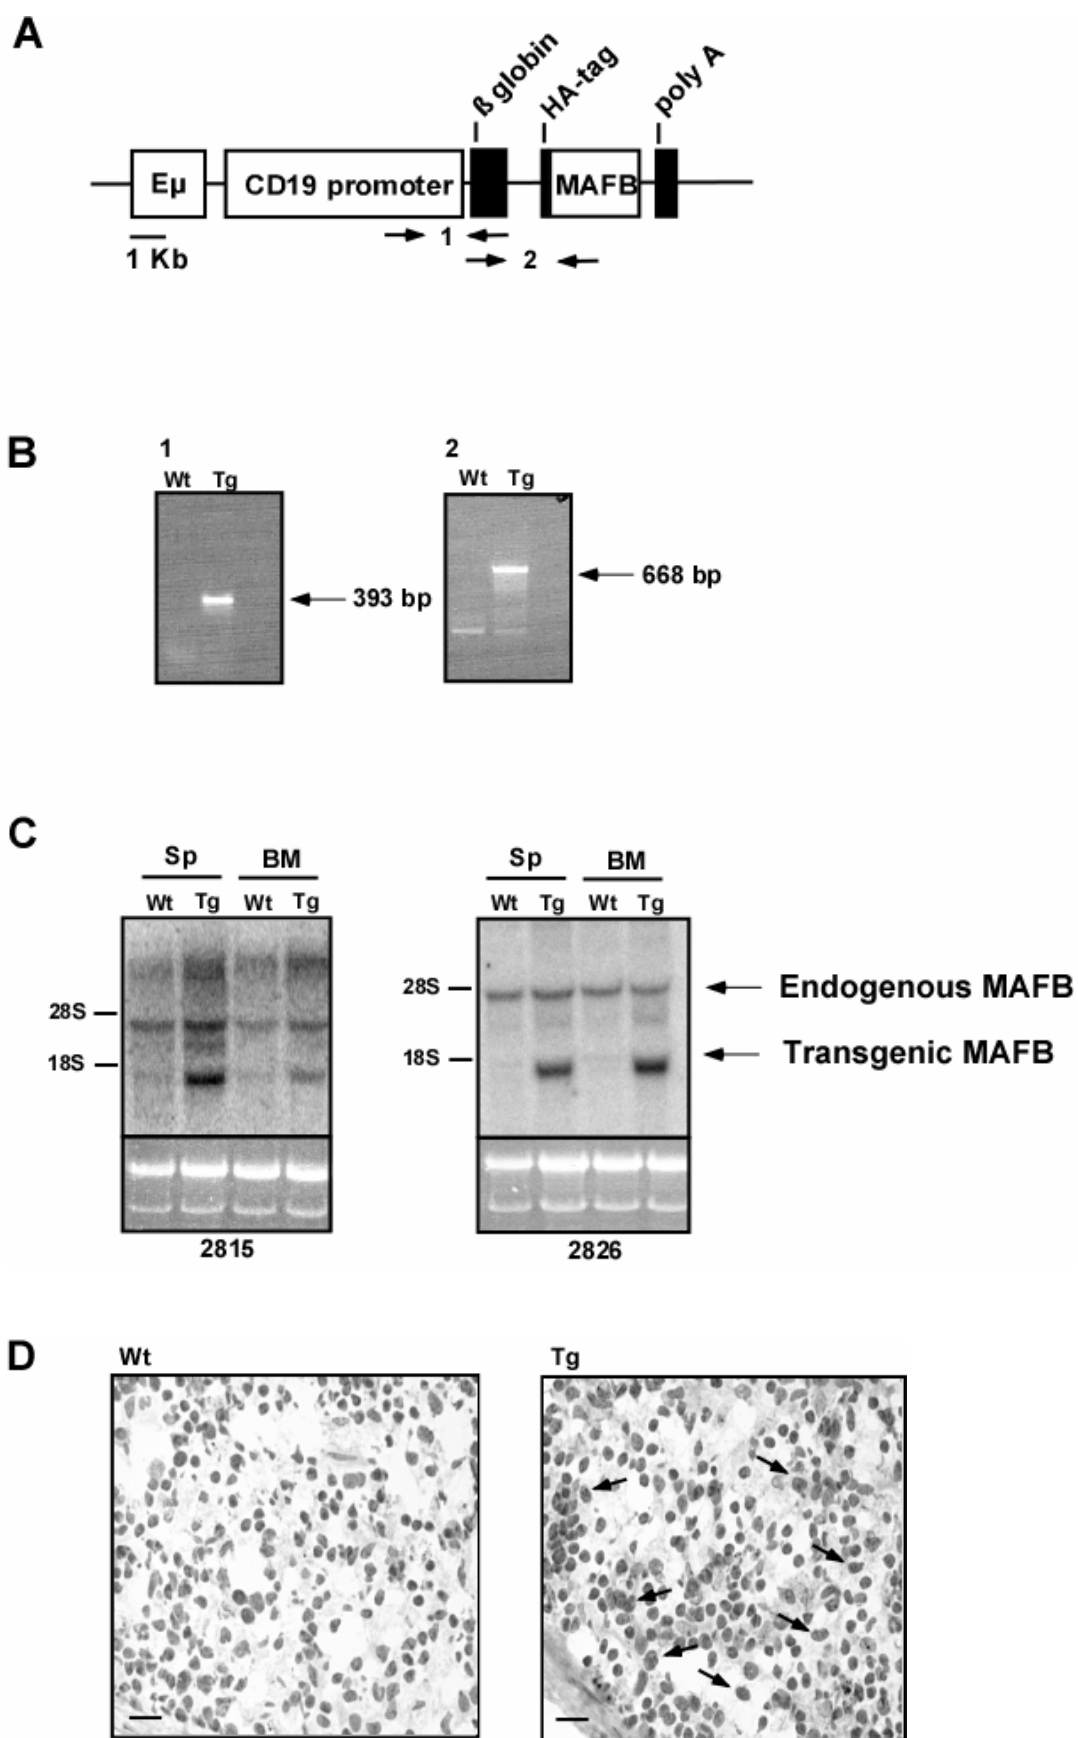 A
ß globin
HA-tag
poly A
Eμ
CD19 promoter
MAFB
1
1 Kb
2
B
1
2
Wt Tg
Wt Tg
393 bp
668 bp
C
Sp BM
Sp BM
Wt Tg Wt Tg
Wt Tg Wt Tg
28S
18S
28S
18S
Endogenous MAFB
Transgenic MAFB
2815
2826
D
Wt
Tg